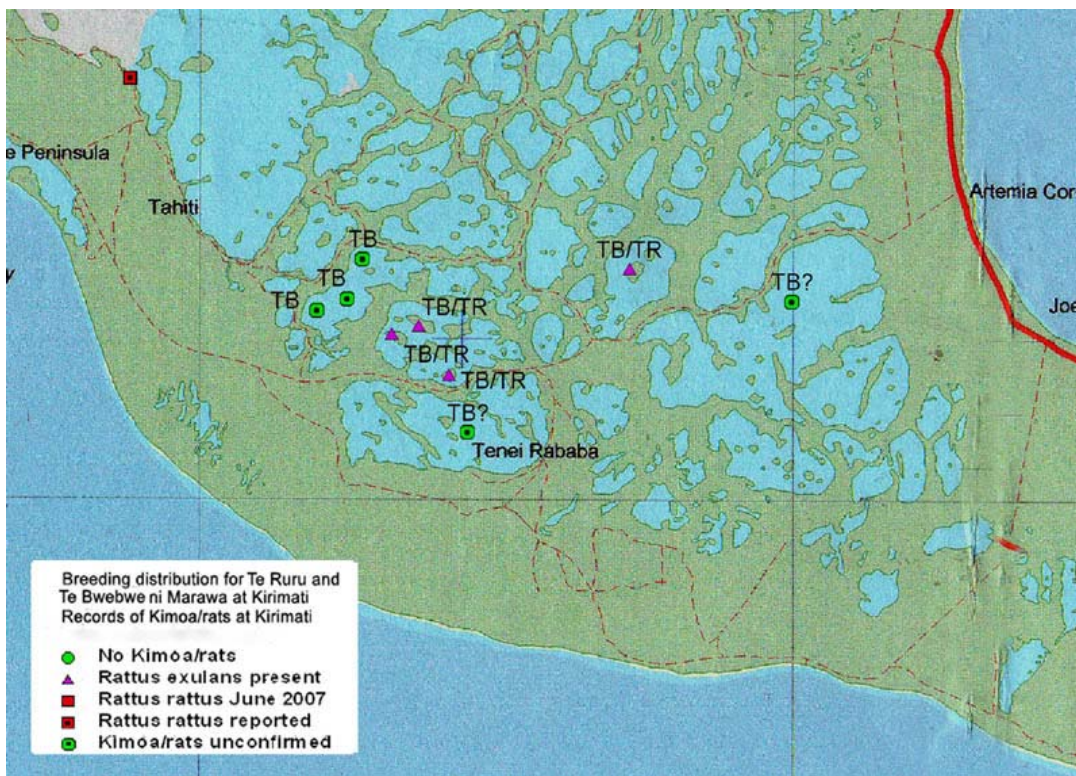 e Peninsula
Tahiti
Artemia Cor
TB
TB/TR
TB
TB?
TB
TB/TR
Joe
y
TB/TR
TB/TR
TB?
Tenei Rababa
Breeding distribution for Te Ruru and
Te Bwebwe ni Marawa at Kirimati
Records of Kimoa/rats at Kirimati
No Kimoa/rats
Rattus exulans present
Rattus rattus June 2007
Rattus rattus reported
Kimoa/rats unconfirmed